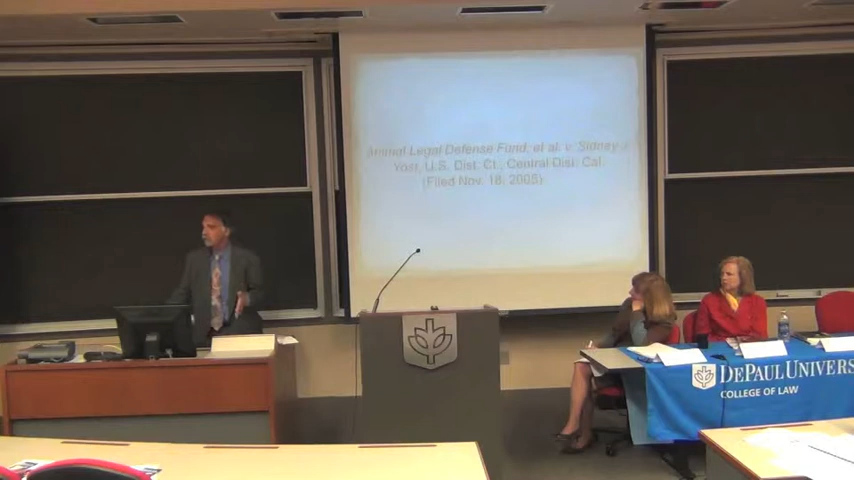 Animal Legal Defense Fund, et al. v. Sidney J.
Yost, U.S. Dist. Ct., Central Dist. Cal.
(Filed Nov. 18, 2005)
DEPAUL UNIVERS
COLLEGE OF LAW